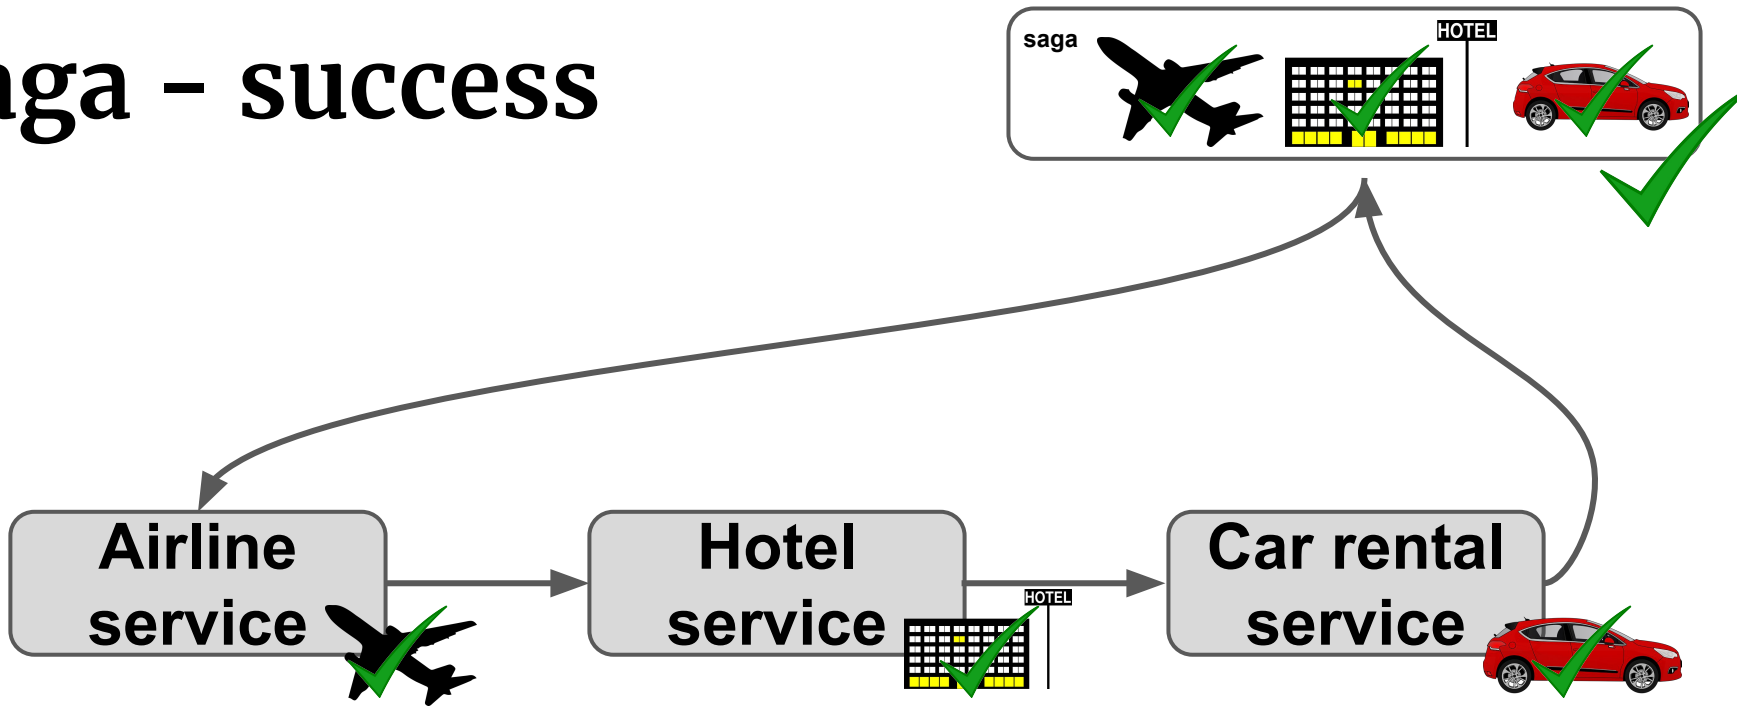 aga - success
saga
HOTEL
Airline
service
Hotel
service
HOTEL
Car rental
service